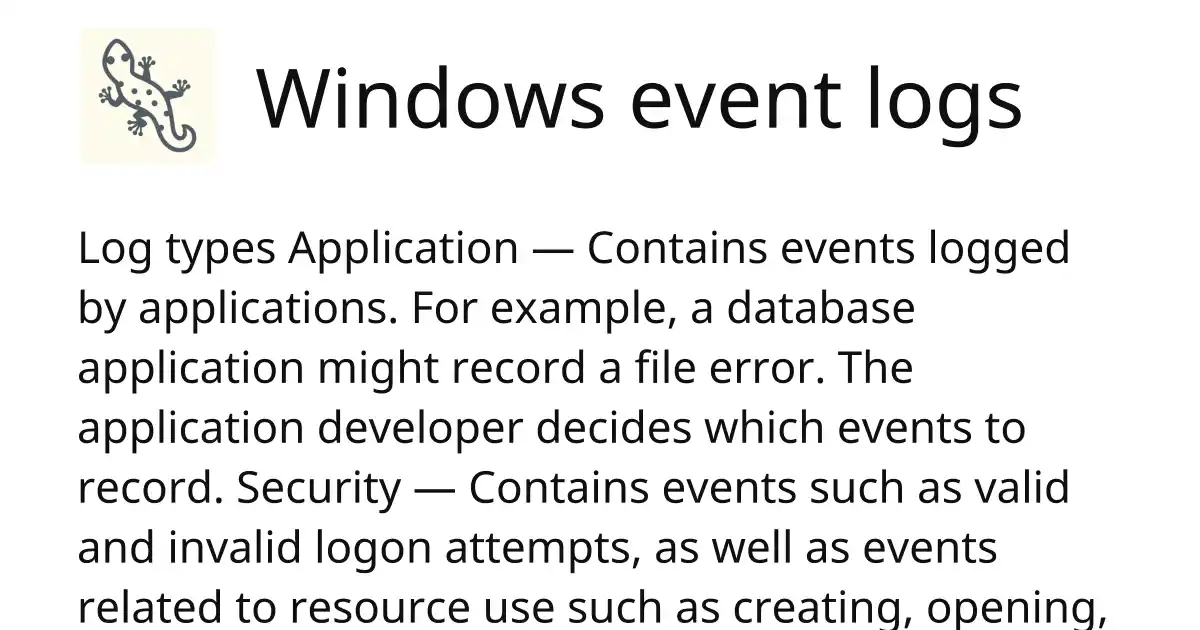 Windows event logs
Log types Application — Contains events logged
by applications. For example, a database
application might record a file error. The
application developer decides which events to
record. Security — Contains events such as valid
and invalid logon attempts, as well as events
related to resource use such as creating, opening,